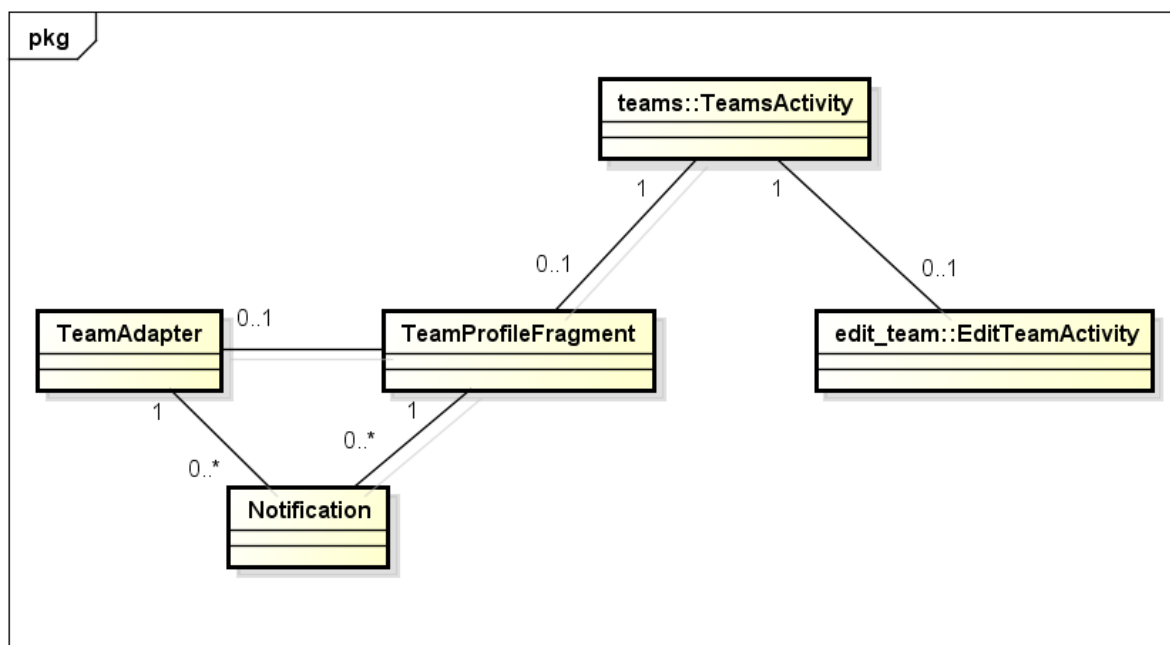 pkg
teams::TeamsActivity
1
1
0..1
0..1
TeamAdapter
0..1
TeamProfileFragment
edit_team::EditTeamActivity
1
1
0..*
0..*
Notification